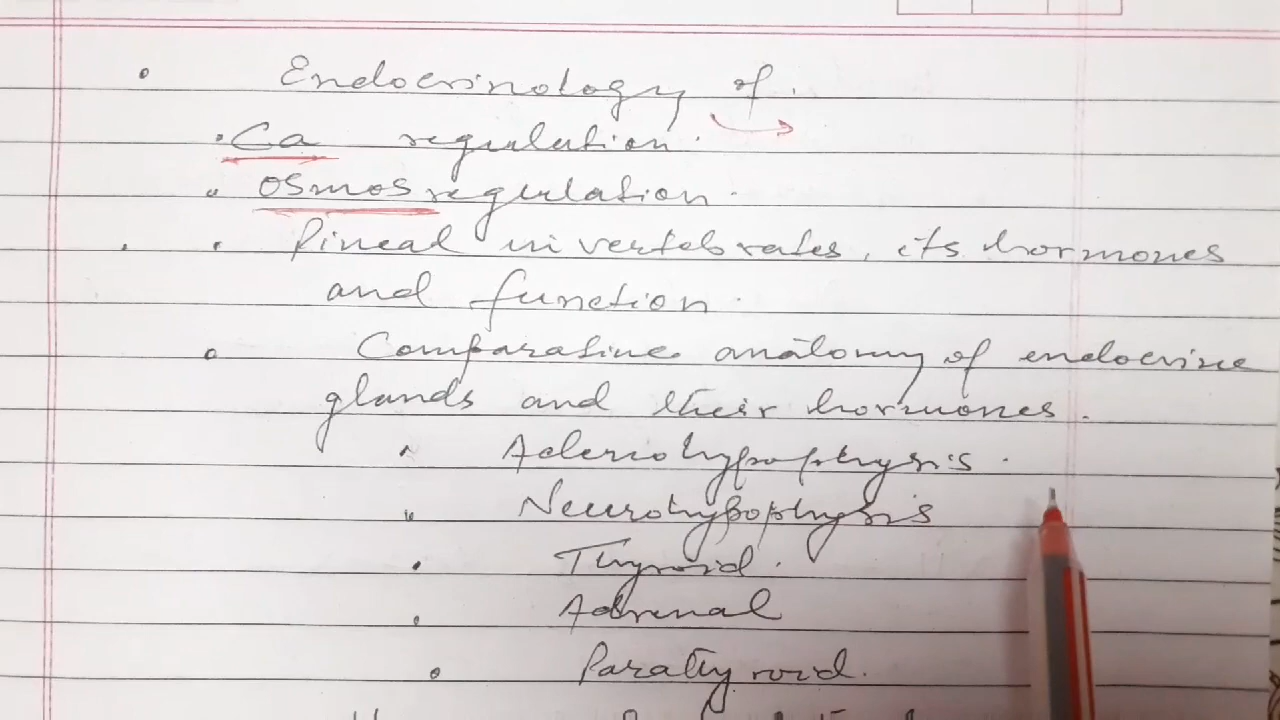 Endocrinology of.
Ca regulation.
osmosregulation.
Pineal in vertebrates, its hormones
and function.
Comparative anatomy of endocrine
glands and their hormones.
Adenohypophysis.
Neurohypophysis
Thyroid.
Adrenal
Parathyroid.